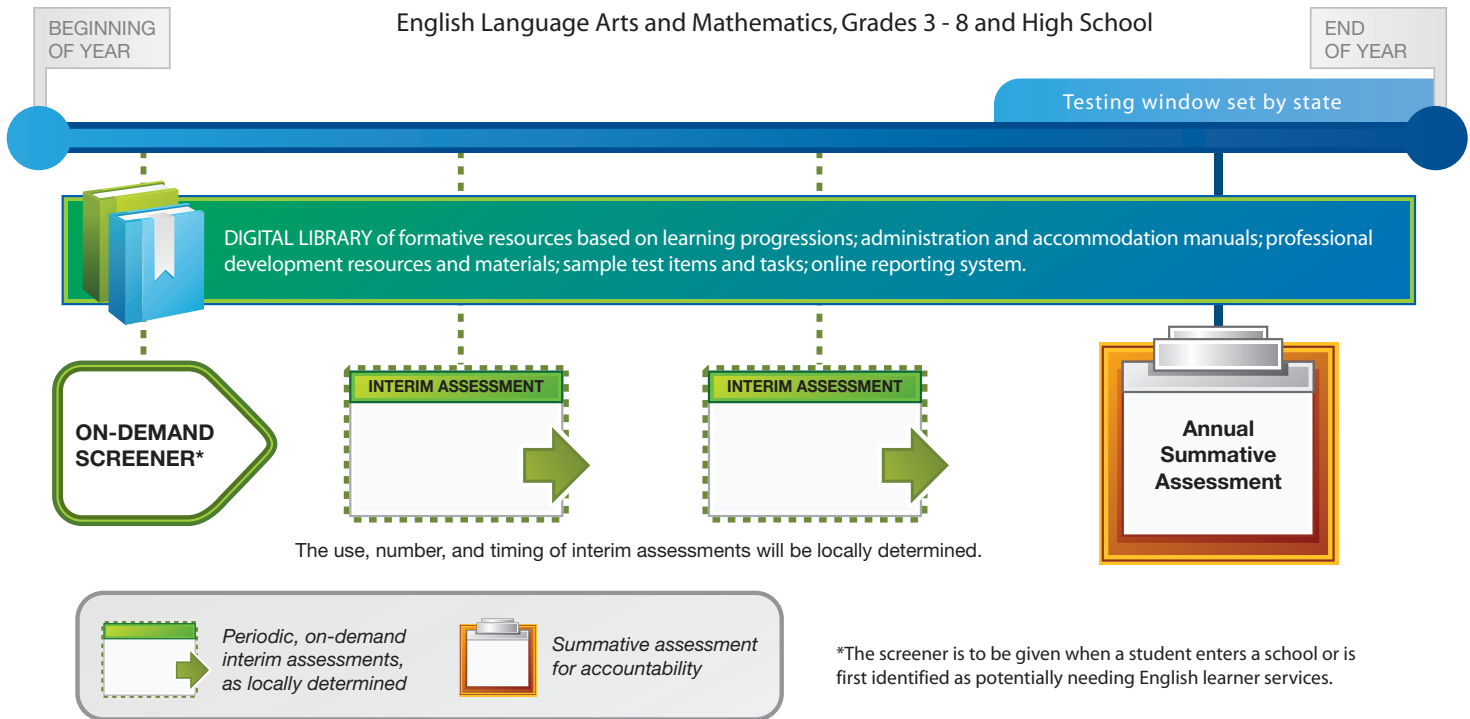 English Language Arts and Mathematics, Grades 3 - 8 and High School
BEGINNING
OF YEAR
END
OF YEAR
Testing window set by state
DIGITAL LIBRARY of formative resources based on learning progressions; administration and accommodation manuals; professional
development resources and materials; sample test items and tasks; online reporting system.
ON-DEMAND
SCREENER*
INTERIM ASSESSMENT
INTERIM ASSESSMENT
Annual
Summative
Assessment
The use, number, and timing of interim assessments will be locally determined.
Periodic, on-demand
interim assessments,
as locally determined
Summative assessment
for accountability
*The screener is to be given when a student enters a school or is
first identified as potentially needing English learner services.